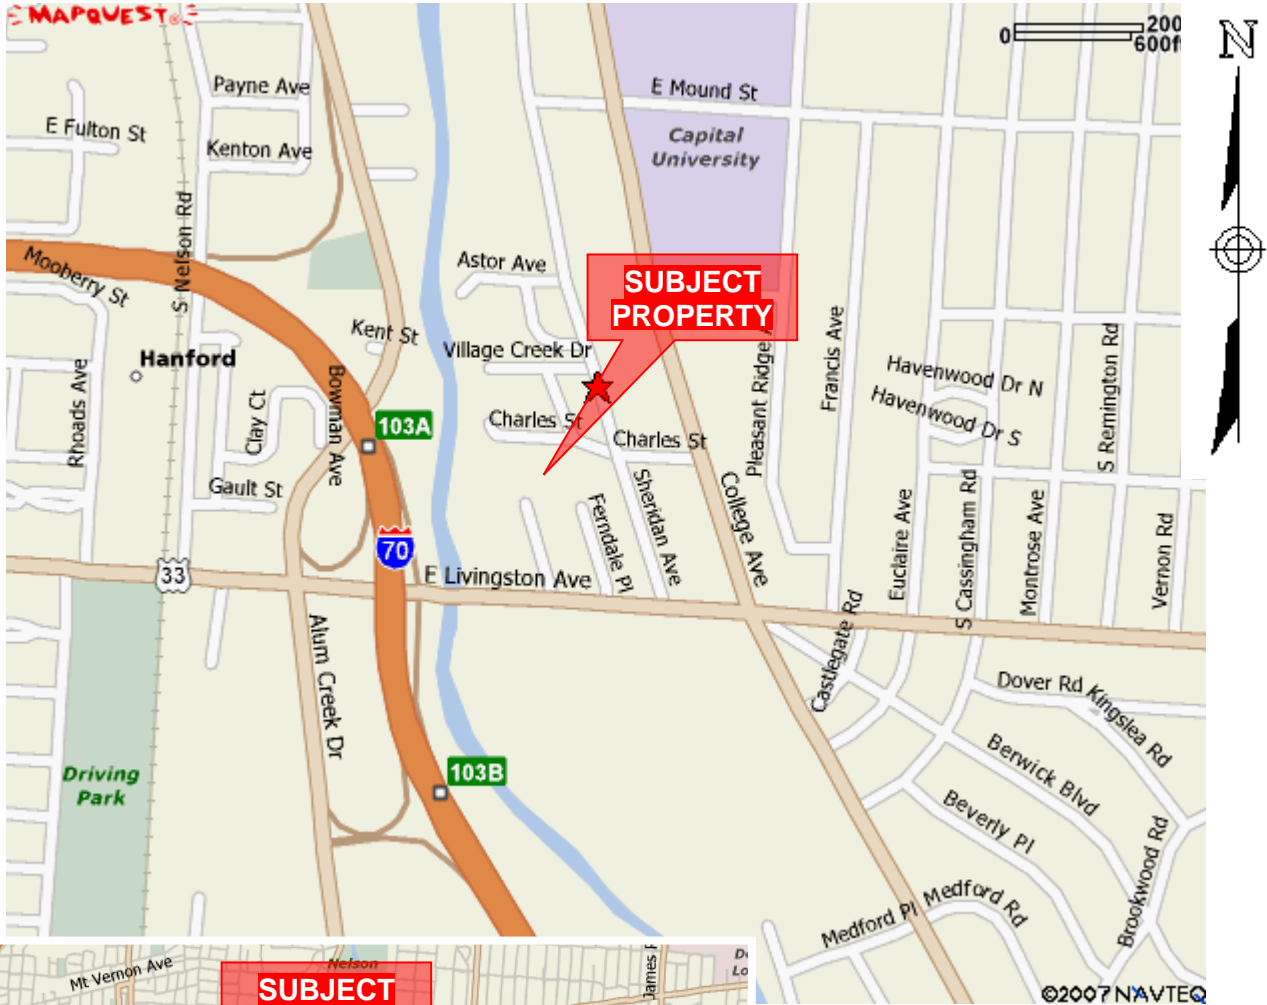 MAPQUEST
200
0
600ft
N
Payne Ave
E Mound St
E Fulton St
Kenton Ave
Capital
University
S Nelson Rd
Mooberry St
Astor Ave
SUBJECT
PROPERTY
Kent St
Village Creek Dr
Hanford
Rhoads Ave
Clay Ct
Bowman Ave
103A
Charles St
Charles St
Pleasant Ridge
Francis Ave
Havenwood Dr N
Havenwood Dr S
S Remington Rd
Gault St
Ferndale Pl
Sheridan Ave
College Ave
Euclaire Ave
S Cassingham Rd
Montrose Ave
Vernon Rd
70
33
E Livingston Ave
Alum Creek Dr
Castlegate Rd
Dover Rd
Kingslea Rd
Berwick Blvd
Driving
Park
103B
Beverly Pl
Brookwood Rd
Medford Pl
Medford Rd
©2007 NAVTEQ
Mt Vernon Ave
Nelson
SUBJECT
James